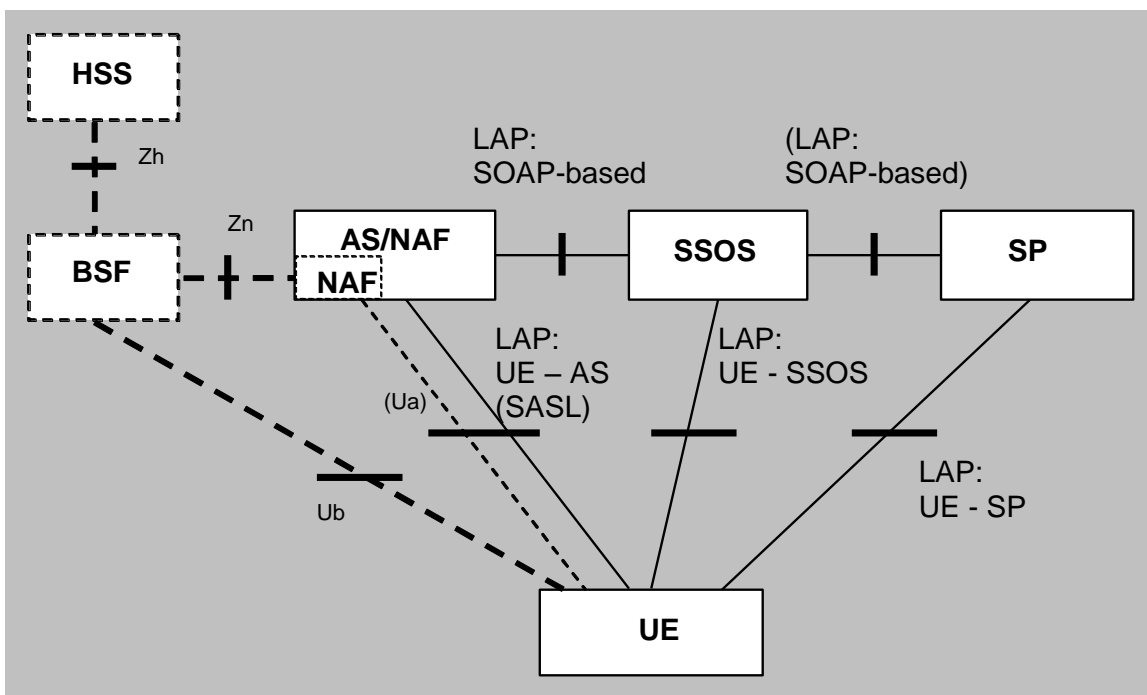 HSS
Zh
LAP:
SOAP-based
(LAP:
SOAP-based)
BSF
Zn
AS/NAF
NAF
SSOS
SP
(Ua)
LAP:
UE – AS
(SASL)
LAP:
UE - SSOS
LAP:
UE - SP
Ub
UE